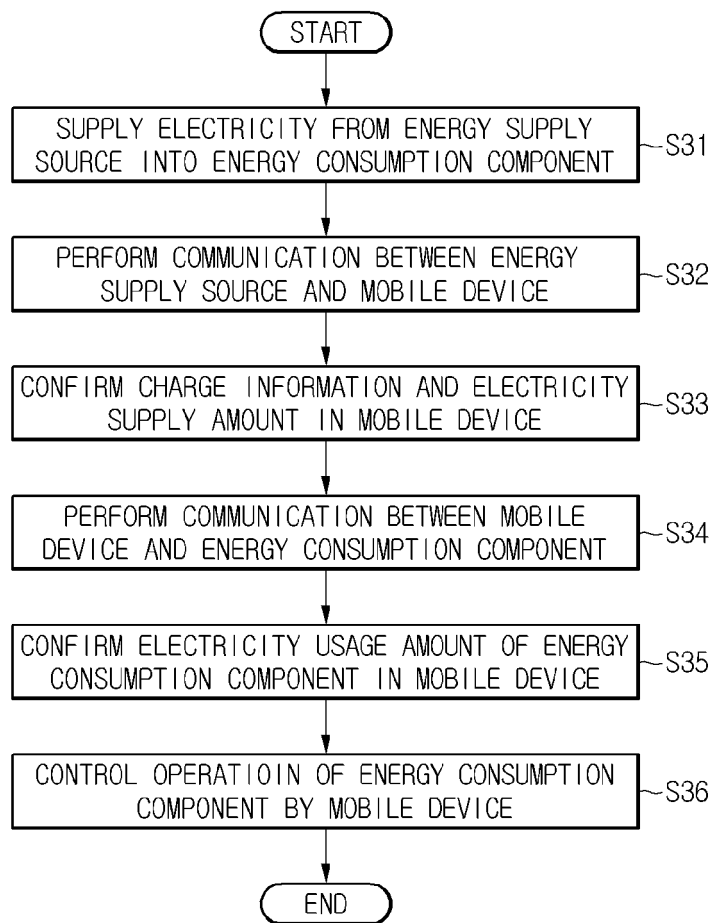 START
SUPPLY ELECTRICITY FROM ENERGY SUPPLY
SOURCE INTO ENERGY CONSUMPTION COMPONENT
S31
PERFORM COMMUNICATION BETWEEN ENERGY
SUPPLY SOURCE AND MOBILE DEVICE
S32
CONFIRM CHARGE INFORMATION AND ELECTRICITY
SUPPLY AMOUNT IN MOBILE DEVICE
S33
PERFORM COMMUNICATION BETWEEN MOBILE
DEVICE AND ENERGY CONSUMPTION COMPONENT
S34
CONFIRM ELECTRICITY USAGE AMOUNT OF ENERGY
CONSUMPTION COMPONENT IN MOBILE DEVICE
S35
CONTROL OPERATIOIN OF ENERGY CONSUMPTION
COMPONENT BY MOBILE DEVICE
S36
END